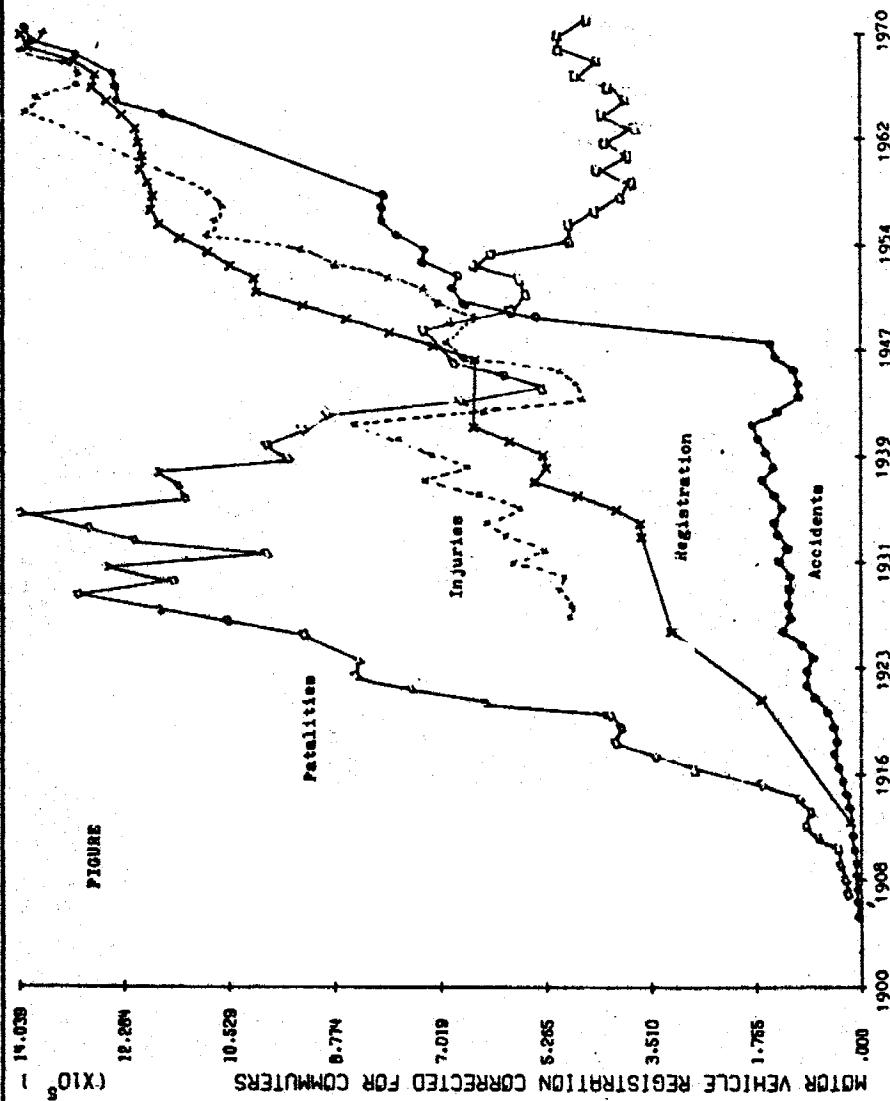 FIGURE
(X10⁵ )
14.039
12.284
10.529
8.774
7.019
5.265
3.510
1.755
.000
MOTOR VEHICLE REGISTRATION CORRECTED FOR COMMUTERS
Fatalities
Injuries
Registration
Accidents
1900 1908 1916 1923 1931 1939 1947 1954 1962 1970